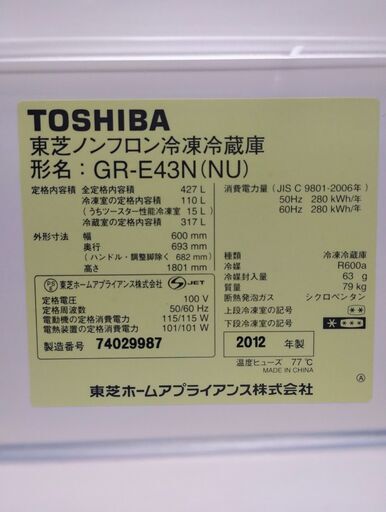 TOSHIBA
東芝ノンフロン冷凍冷蔵庫
形名：GR-E43N(NU)
定格内容積 全定格内容積 427 L
冷凍室の定格内容積 110 L
(うちツースター性能冷凍室 15 L)
冷蔵室の定格内容積 317 L
外形寸法 幅 600 mm
奥行 693 mm
(ハンドル・調整脚除く 682 mm)
高さ 1801 mm
消費電力量 (JIS C 9801-2006年)
50Hz 280 kWh/年
60Hz 280 kWh/年
種類 冷凍冷蔵庫
冷媒 R600a
冷媒封入量 63 g
質量 79 kg
断熱発泡ガス シクロペンタン
上段冷凍室の記号 **
下段冷凍室の記号 * ***
PSE 東芝ホームアプライアンス株式会社 S-JET
定格電圧 100 V
定格周波数 50/60 Hz
電動機の定格消費電力 115/115 W
電熱装置の定格消費電力 101/101 W
製造番号 74029987
2012 年製
温度ヒューズ 77℃
MADE IN CHINA
東芝ホームアプライアンス株式会社
Ⓐ